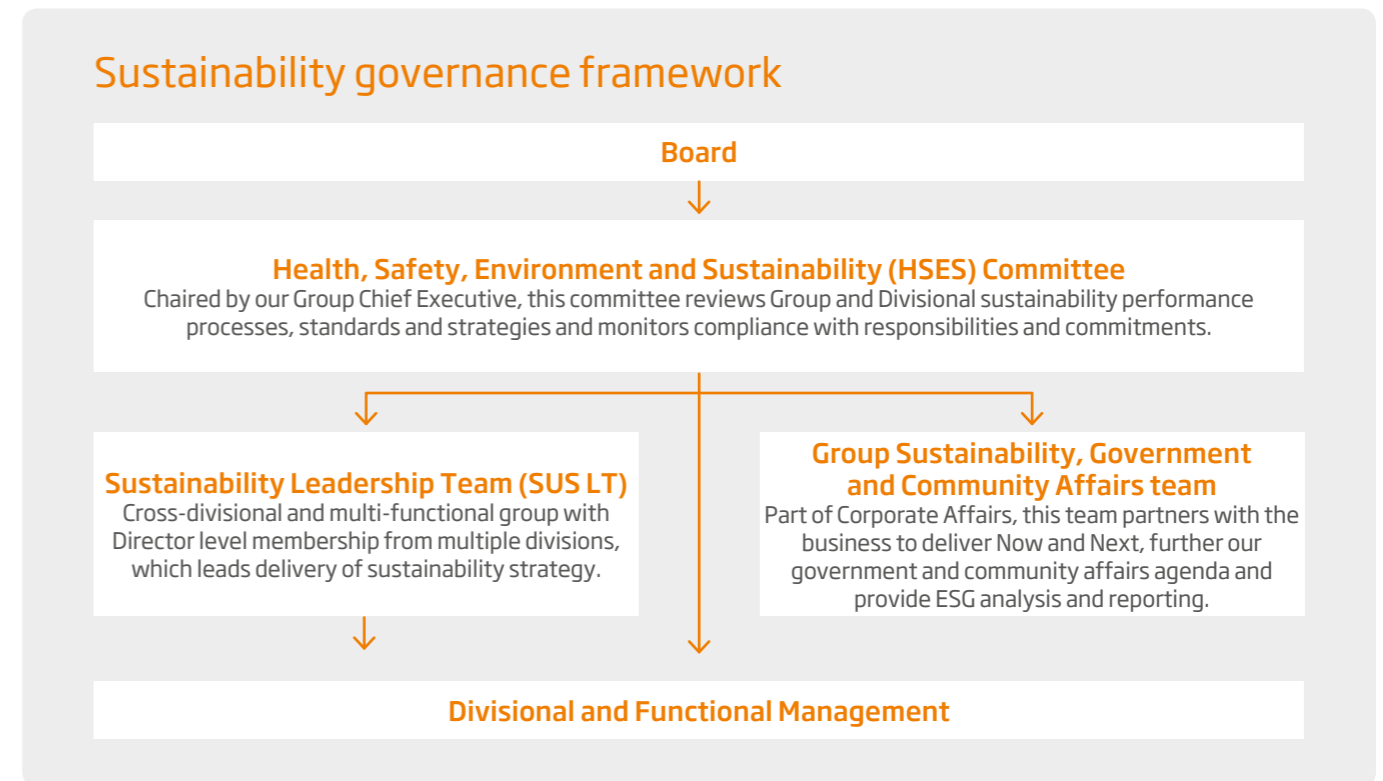 Sustainability governance framework
Board
Health, Safety, Environment and Sustainability (HSES) Committee
Chaired by our Group Chief Executive, this committee reviews Group and Divisional sustainability performance
processes, standards and strategies and monitors compliance with responsibilities and commitments.
Sustainability Leadership Team (SUS LT)
Cross-divisional and multi-functional group with
Director level membership from multiple divisions,
which leads delivery of sustainability strategy.
Group Sustainability, Government
and Community Affairs team
Part of Corporate Affairs, this team partners with the
business to deliver Now and Next, further our
government and community affairs agenda and
provide ESG analysis and reporting.
Divisional and Functional Management